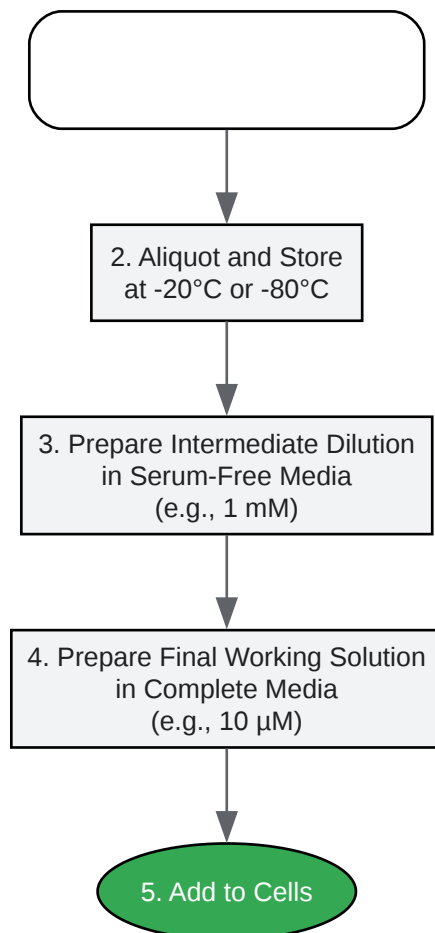 2. Aliquot and Store
at -20°C or -80°C
3. Prepare Intermediate Dilution
in Serum-Free Media
(e.g., 1 mM)
4. Prepare Final Working Solution
in Complete Media
(e.g., 10 µM)
5. Add to Cells